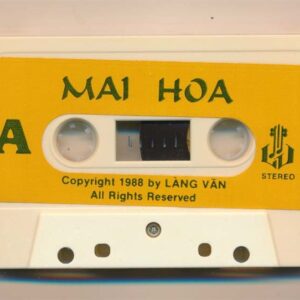 MAI HOA
A
Copyright 1988 by LÀNG VĂN
All Rights Reserved
STEREO